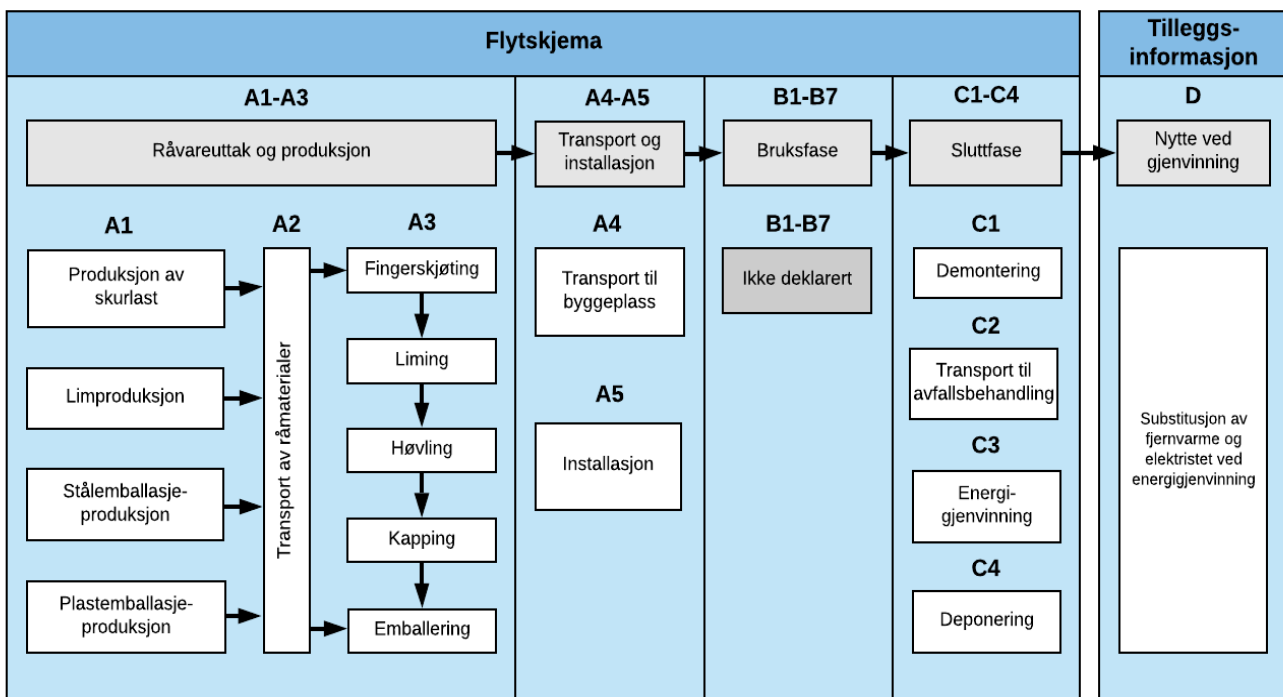 Flytskjema
Tilleggs-
informasjon
A1-A3
A4-A5
B1-B7
C1-C4
D
Råvareuttak og produksjon
Transport og
installasjon
Bruksfase
Sluttfase
Nytte ved
gjenvinning
A1
Produksjon av
skurlast
Limproduksjon
Stålemballasje-
produksjon
Plastemballasje-
produksjon
A2
Transport av råmaterialer
A3
Fingerskjøting
Liming
Høvling
Kapping
Emballering
A4
Transport til
byggeplass
A5
Installasjon
B1-B7
Ikke deklarert
C1
Demontering
C2
Transport til
avfallsbehandling
C3
Energi-
gjenvinning
C4
Deponering
Substitusjon av
fjernvarme og
elektristet ved
energigjenvinning